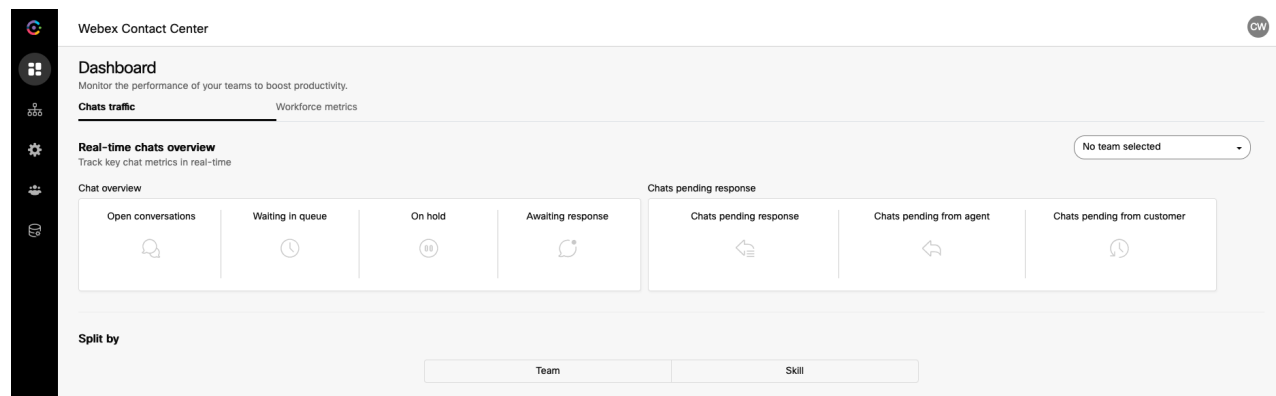 Webex Contact Center
CW
Dashboard
Monitor the performance of your teams to boost productivity.
Chats traffic
Workforce metrics
Real-time chats overview
No team selected
Track key chat metrics in real-time
Chat overview
Chats pending response
Open conversations
Waiting in queue
On hold
Awaiting response
Chats pending response
Chats pending from agent
Chats pending from customer
Split by
Team
Skill